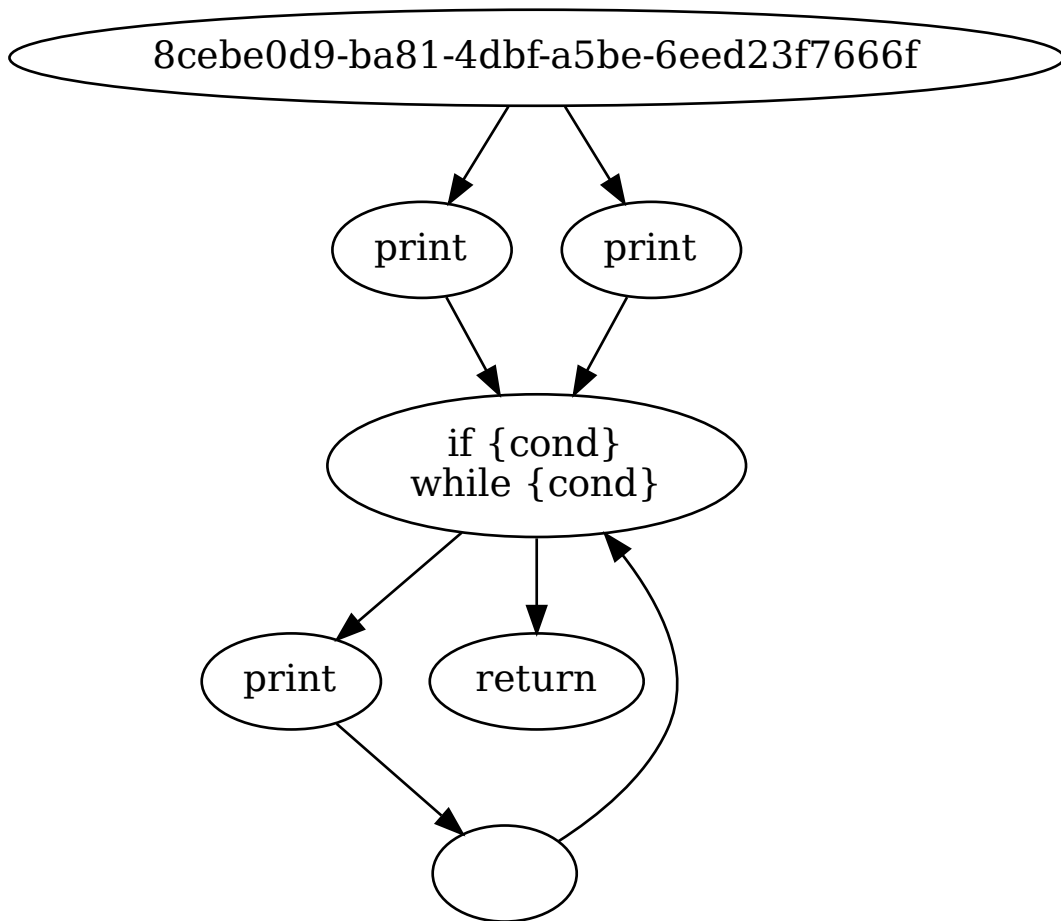 8cebe0d9-ba81-4dbf-a5be-6eed23f7666f
print
print
if {cond}
while {cond}
print
return